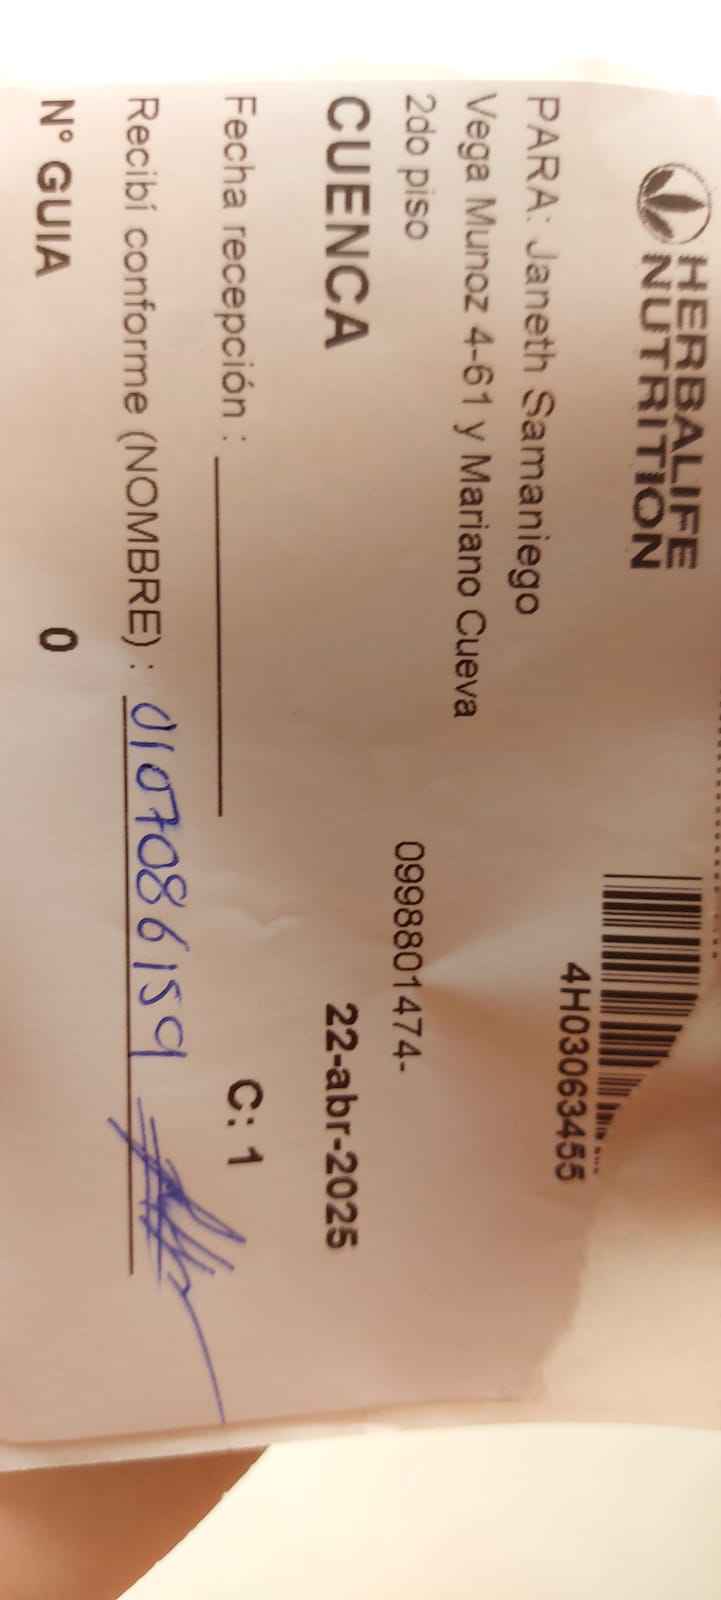 HERBALIFE
NUTRITION
4H03063455
PARA: Janeth Samaniego
Vega Munoz 4-61 y Mariano Cueva
2do piso
0998801474-
CUENCA
22-abr-2025
Fecha recepción :
C: 1
Recibí conforme (NOMBRE) : 0107086159
N° GUIA 0